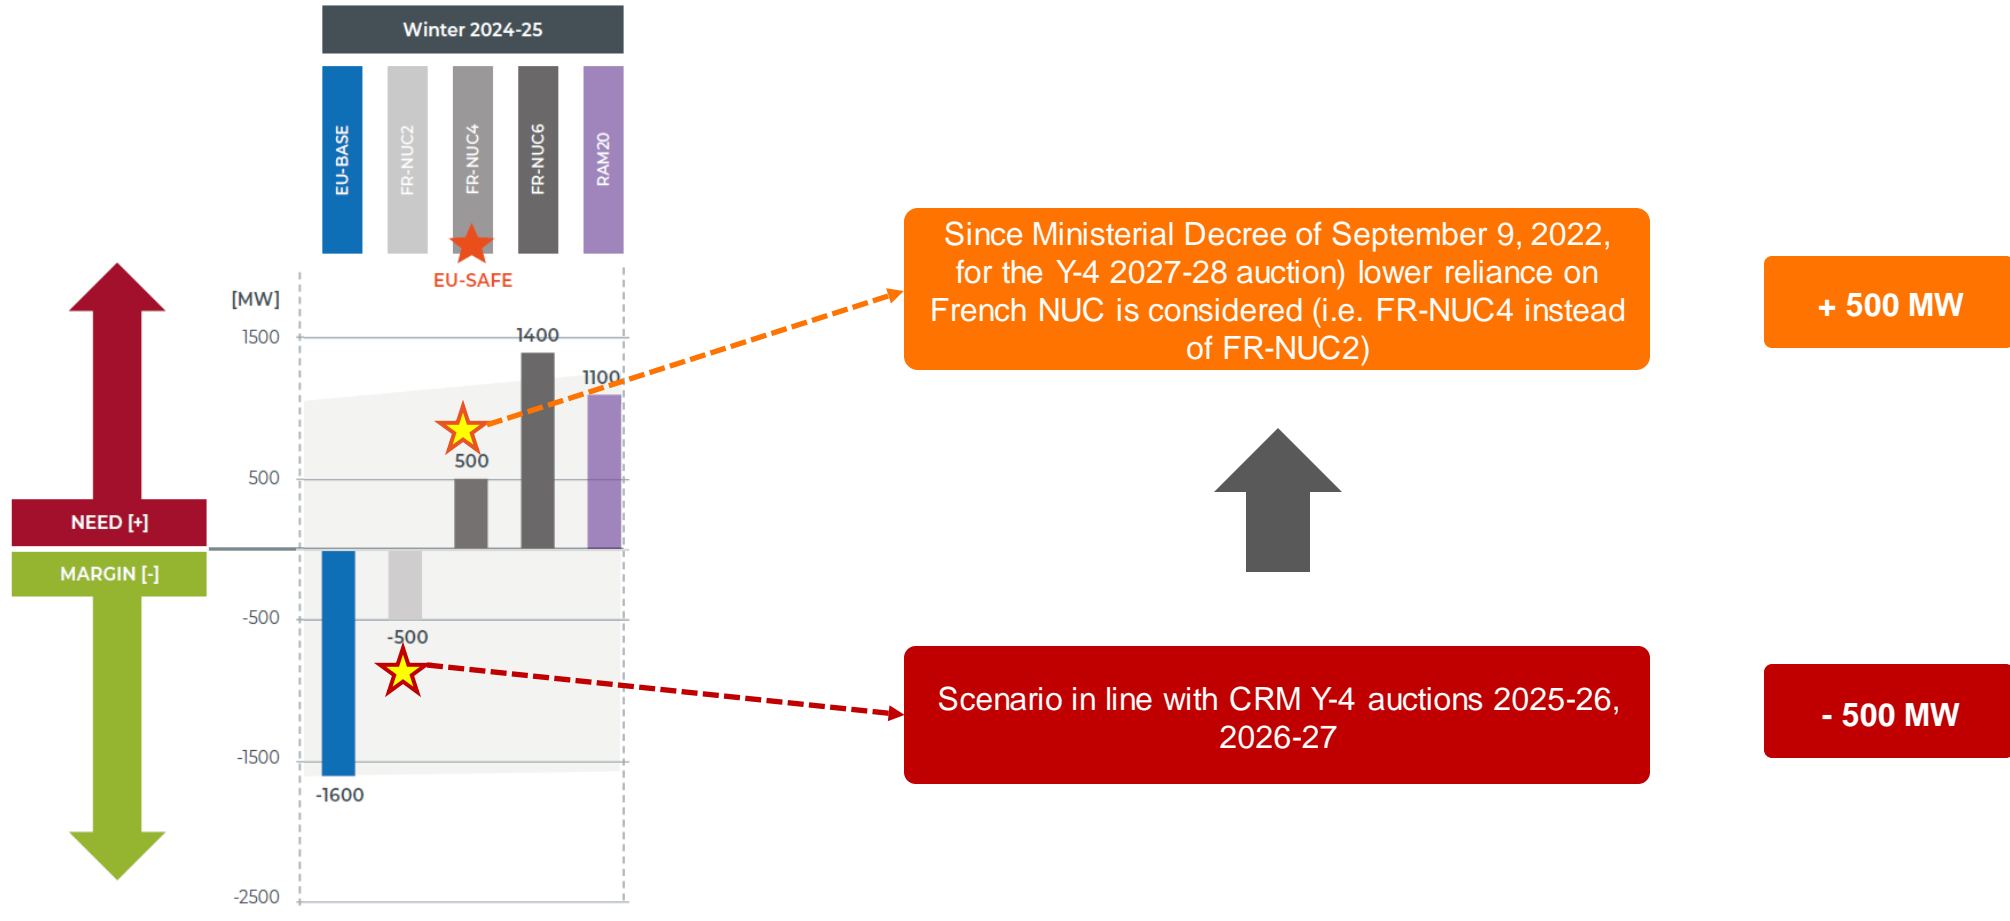 Winter 2024-25
EU-BASE
FR-NUC2
FR-NUC4
FR-NUC6
RAM20
EU-SAFE
[MW]
1500
500
-500
-1500
-2500
NEED [+]
MARGIN [-]
1400
1100
500
-500
-1600
Since Ministerial Decree of September 9, 2022,
for the Y-4 2027-28 auction) lower reliance on
French NUC is considered (i.e. FR-NUC4 instead
of FR-NUC2)
+ 500 MW
Scenario in line with CRM Y-4 auctions 2025-26,
2026-27
- 500 MW